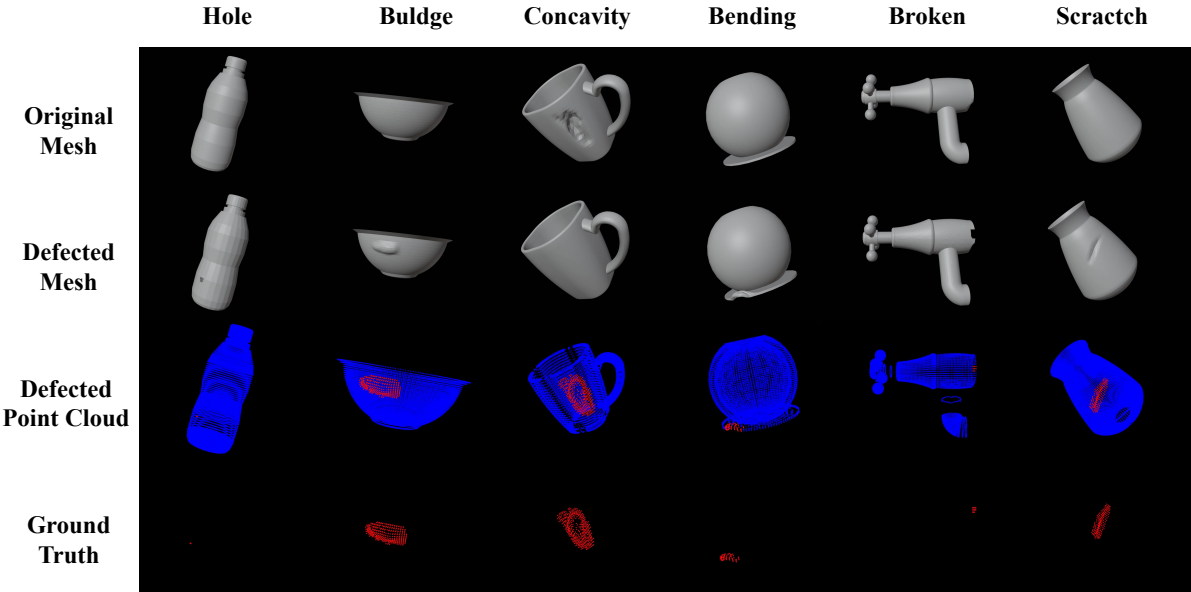 Hole Buldge Concavity Bending Broken Scractch
Original
Mesh
Defected
Mesh
Defected
Point Cloud
Ground
Truth